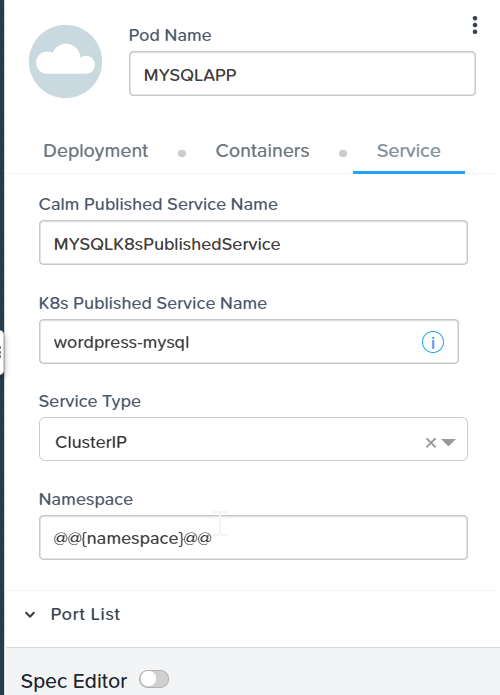 Pod Name
MYSQLAPP
Deployment Containers Service
Calm Published Service Name
MYSQLK8sPublishedService
K8s Published Service Name
wordpress-mysql
Service Type
ClusterIP
Namespace
@@{namespace}@@
Port List
Spec Editor